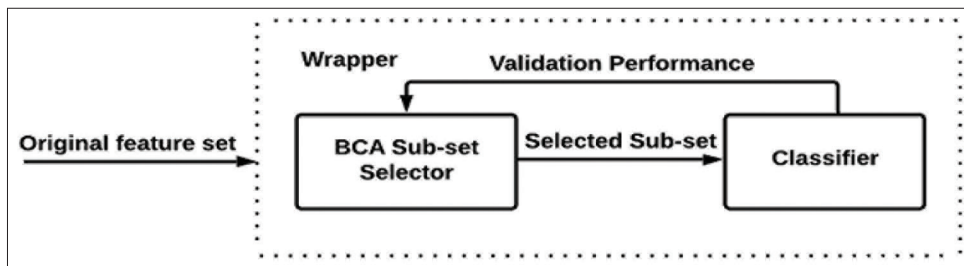 Wrapper
Validation Performance
Original feature set
BCA Sub-set
Selector
Selected Sub-set
Classifier